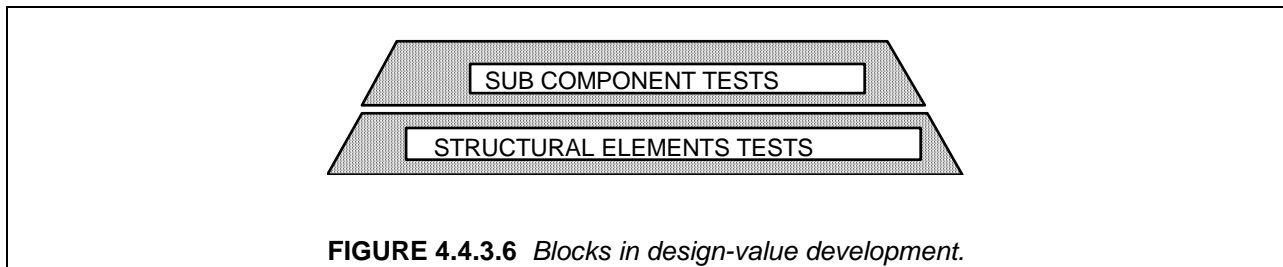 SUB COMPONENT TESTS
STRUCTURAL ELEMENTS TESTS
FIGURE 4.4.3.6 Blocks in design-value development.